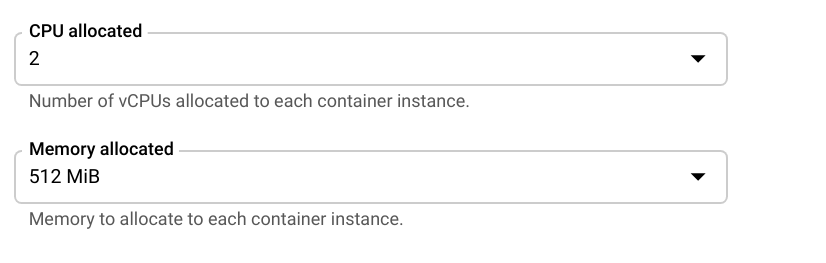 CPU allocated
2
Number of vCPUs allocated to each container instance.
Memory allocated
512 MiB
Memory to allocate to each container instance.